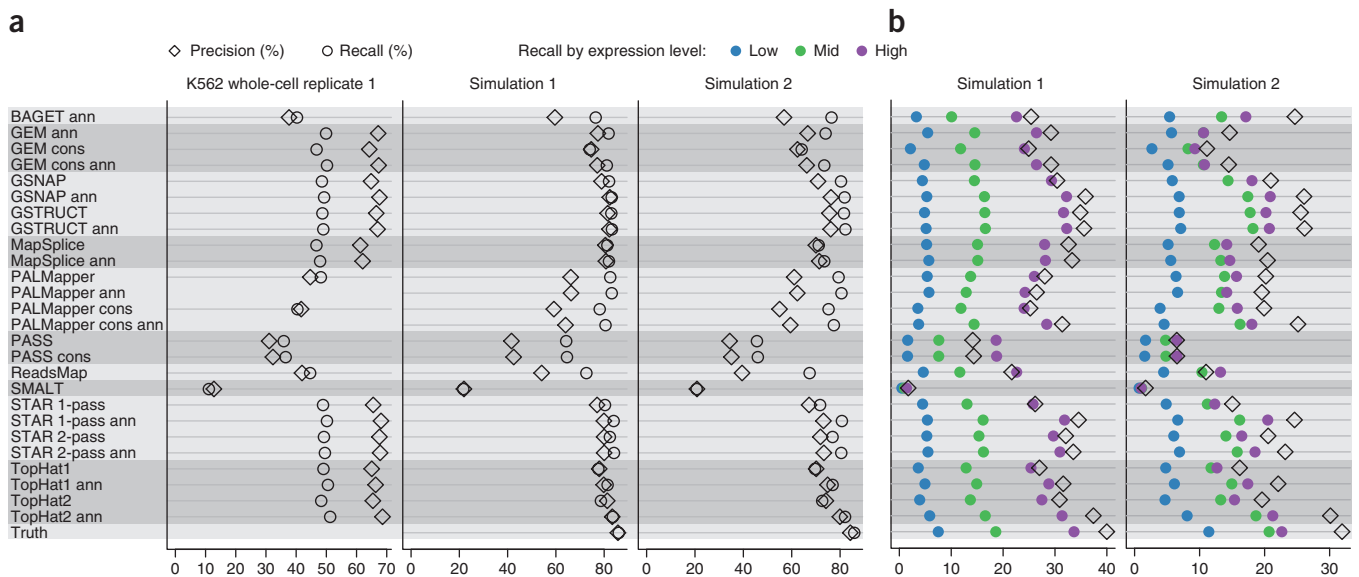 a
b
Precision (%) Recall (%) Recall by expression level: Low Mid High
K562 whole-cell replicate 1 Simulation 1 Simulation 2 Simulation 1 Simulation 2
BAGET ann
GEM ann
GEM cons
GEM cons ann
GSNAP
GSNAP ann
GSTRUCT
GSTRUCT ann
MapSplice
MapSplice ann
PALMapper
PALMapper ann
PALMapper cons
PALMapper cons ann
PASS
PASS cons
ReadsMap
SMALT
STAR 1-pass
STAR 1-pass ann
STAR 2-pass
STAR 2-pass ann
TopHat1
TopHat1 ann
TopHat2
TopHat2 ann
Truth
0 10 20 30 40 50 60 70 0 20 40 60 80 0 20 40 60 80 0 10 20 30 40 0 10 20 30